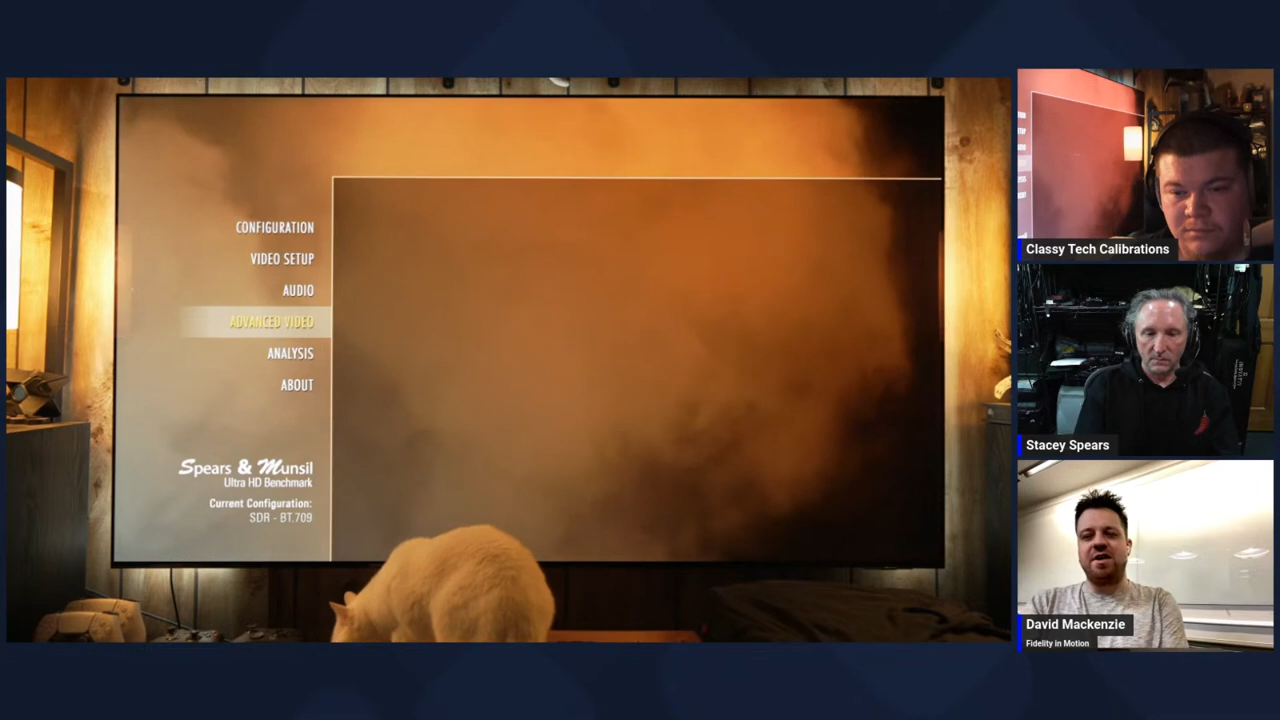 CONFIGURATION
VIDEO SETUP
AUDIO
ADVANCED VIDEO
ANALYSIS
ABOUT
Spears & Munsil
Ultra HD Benchmark
Current Configuration:
SDR - BT.709
Classy Tech Calibrations
Stacey Spears
David Mackenzie
Fidelity in Motion